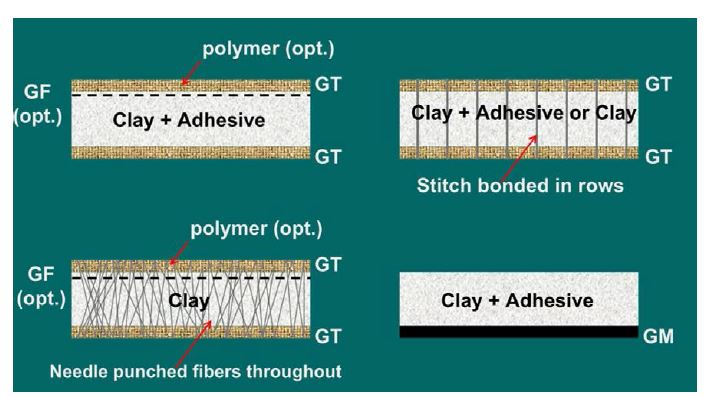 polymer (opt.)
GT
GF
(opt.)
Clay + Adhesive
GT
GT
Clay + Adhesive or Clay
GT
Stitch bonded in rows
polymer (opt.)
GT
GF
(opt.)
Clay
GT
Needle punched fibers throughout
Clay + Adhesive
GM